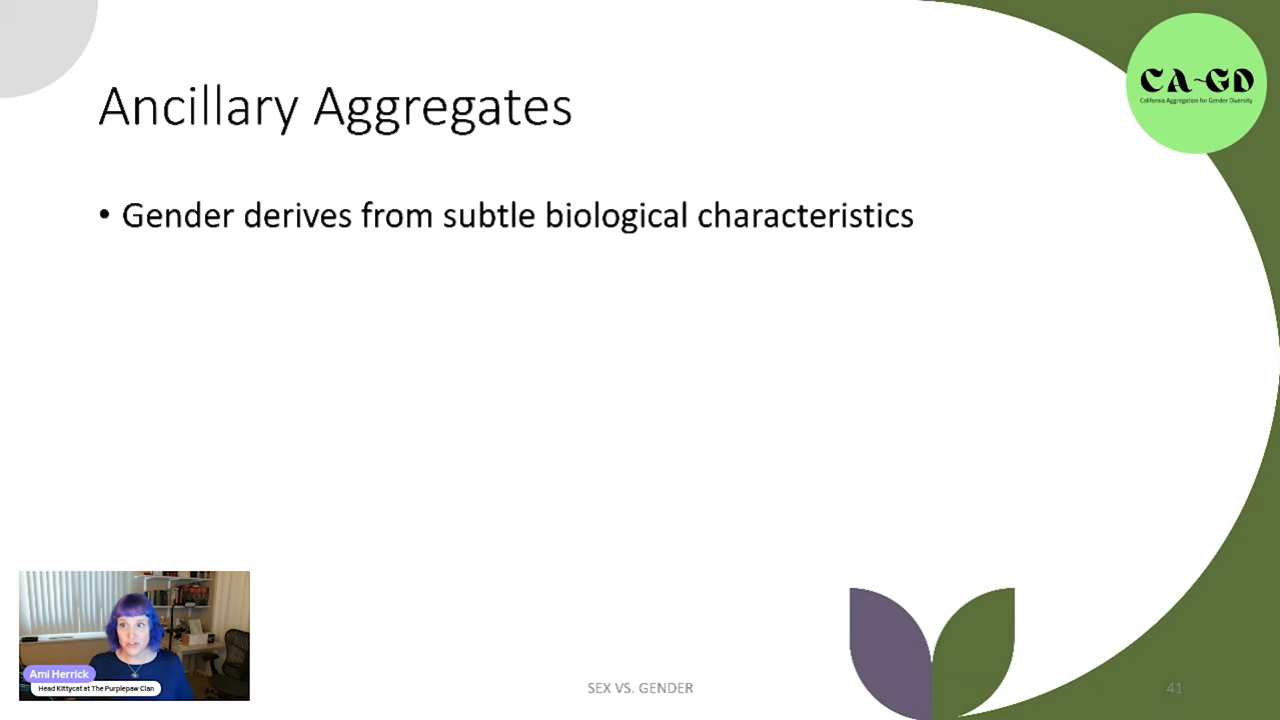 CA~GD
California Aggregation for Gender Diversity
Ancillary Aggregates
• Gender derives from subtle biological characteristics
Ami Herrick
Head Kittycat at The Purplepaw Clan
SEX VS. GENDER
41